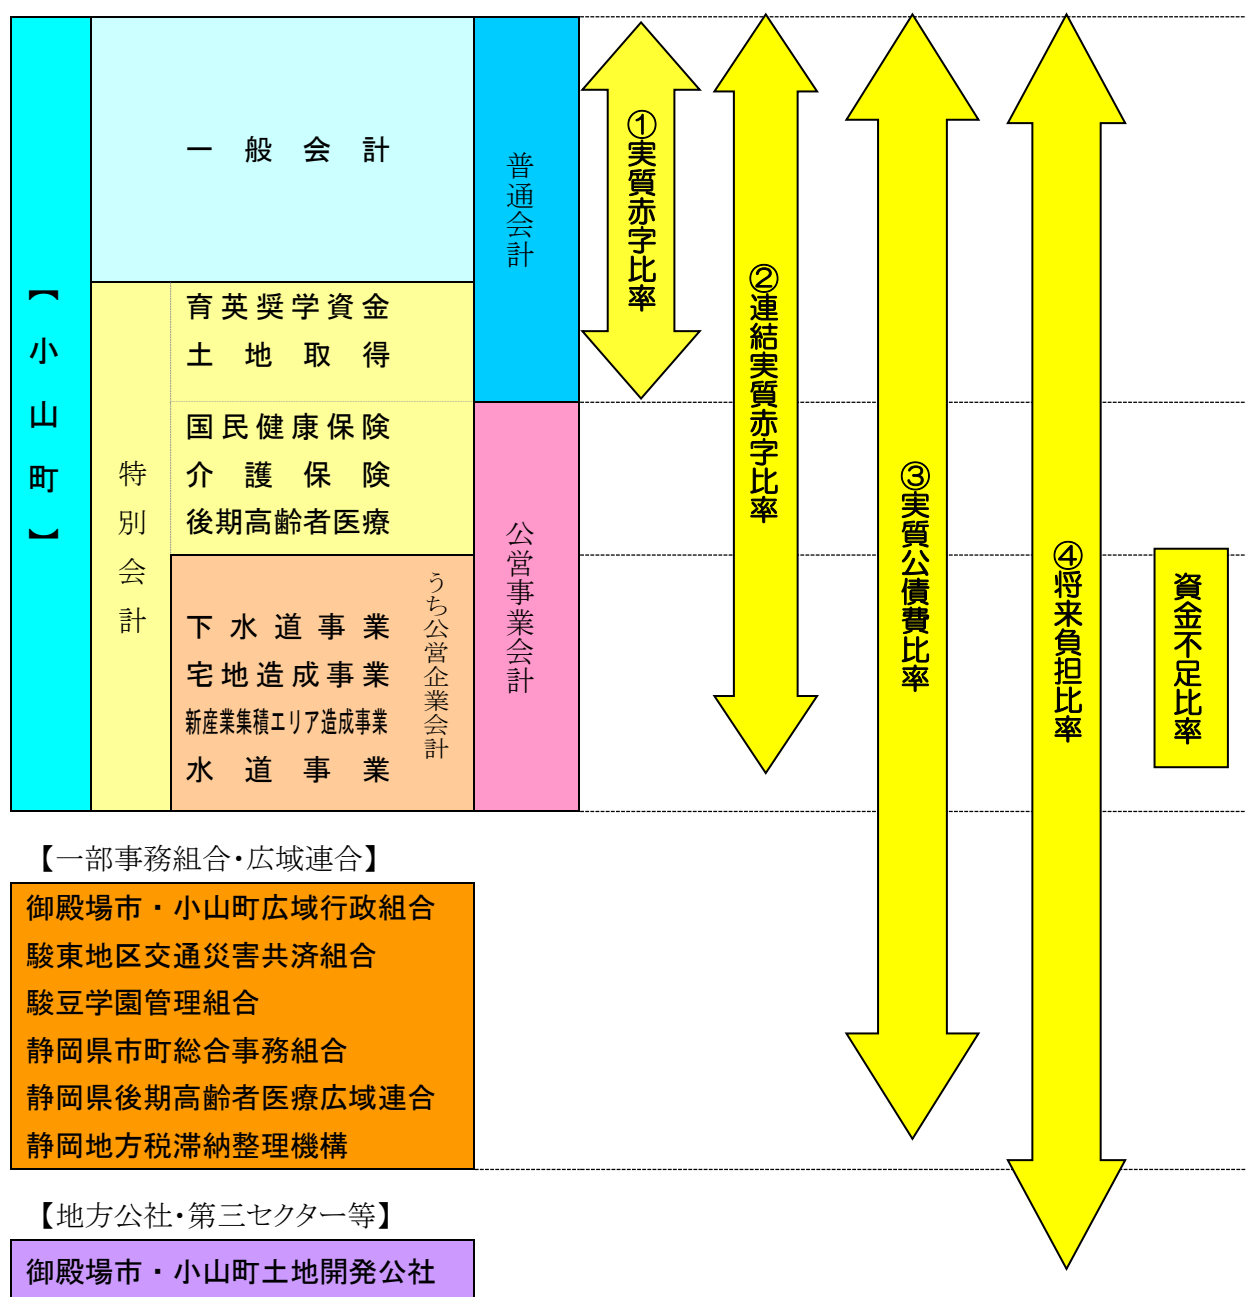 【小山町】
一般会計
特別会計
育英奨学資金
土地取得
国民健康保険
介護保険
後期高齢者医療
下水道事業
宅地造成事業
新産業集積エリア造成事業
水道事業
うち公営企業会計
普通会計
公営事業会計
①実質赤字比率
②連結実質赤字比率
③実質公債費比率
④将来負担比率
資金不足比率
【一部事務組合・広域連合】
御殿場市・小山町広域行政組合
駿東地区交通災害共済組合
駿豆学園管理組合
静岡県市町総合事務組合
静岡県後期高齢者医療広域連合
静岡地方税滞納整理機構
【地方公社・第三セクター等】
御殿場市・小山町土地開発公社